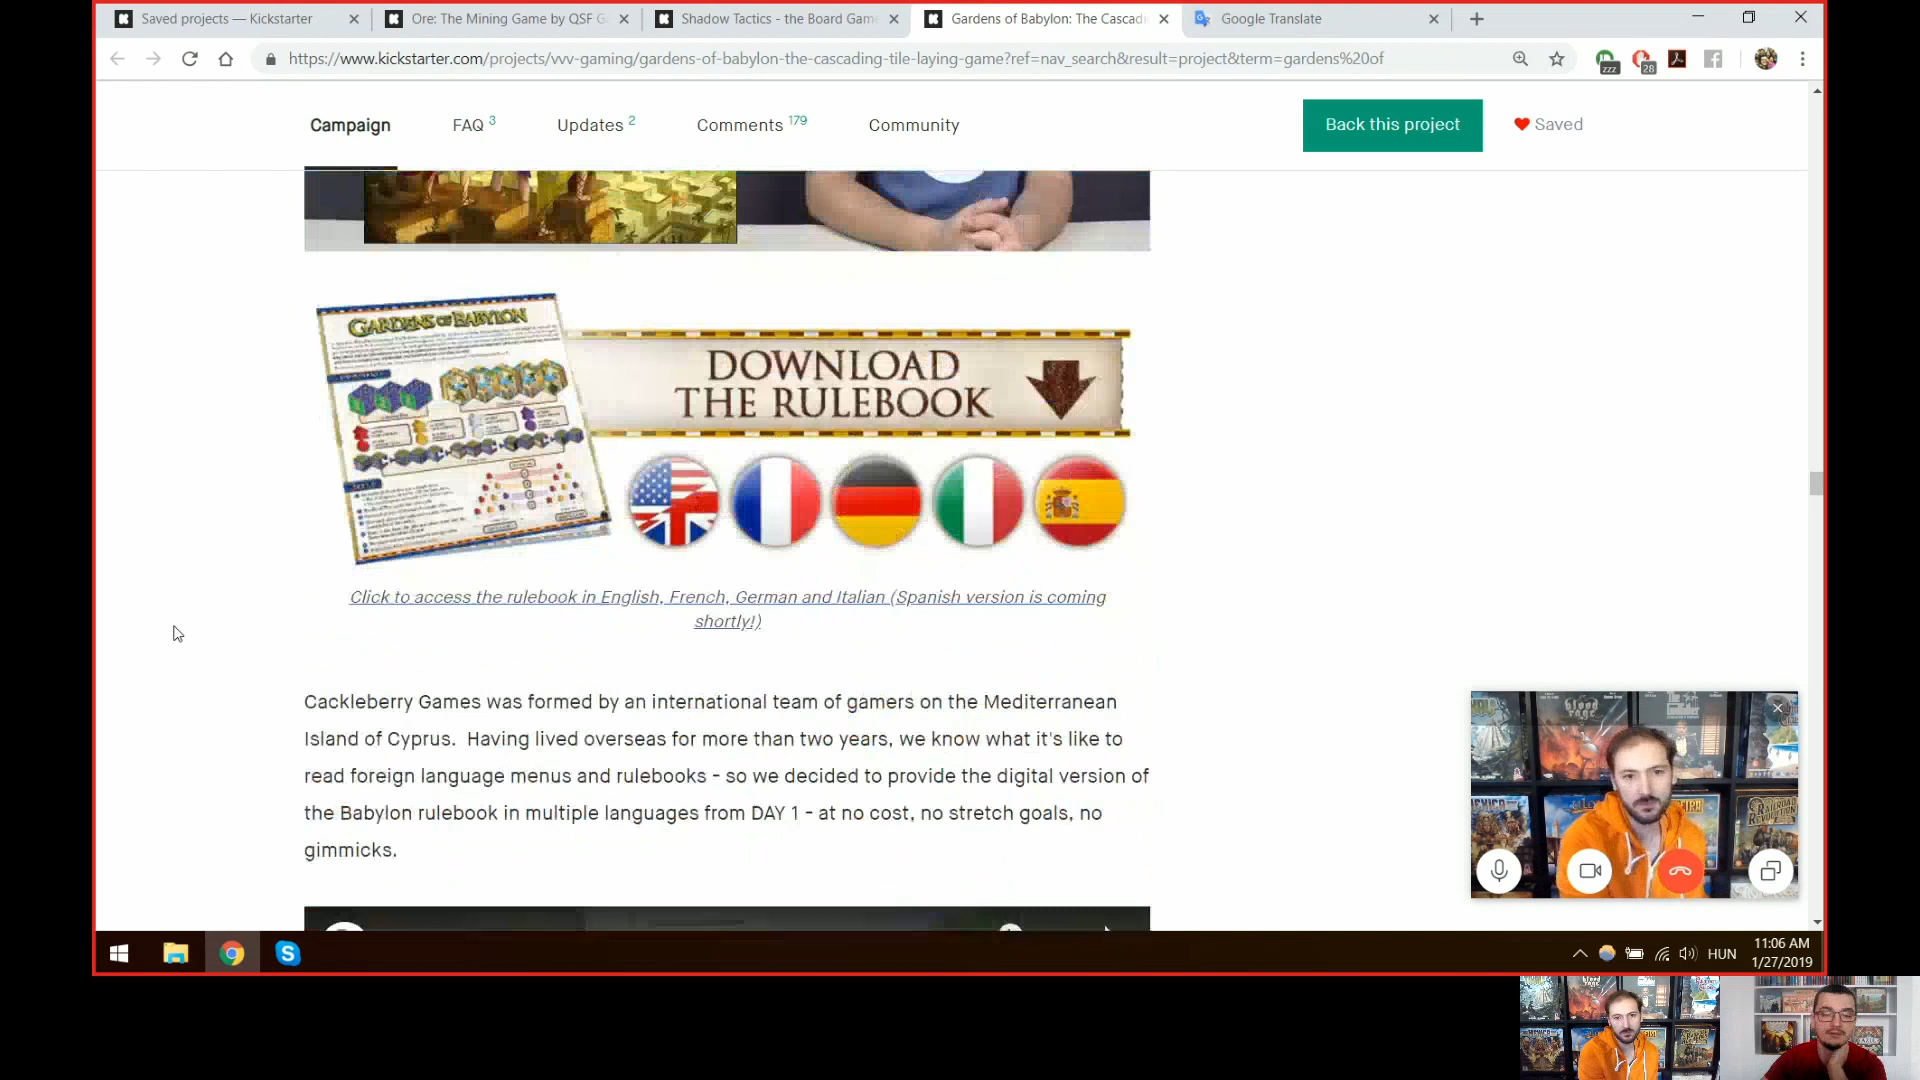 Saved projects — Kickstarter
Ore: The Mining Game by QSF G
Shadow Tactics - the Board Gam
Gardens of Babylon: The Cascadi
Google Translate
https://www.kickstarter.com/projects/vvv-gaming/gardens-of-babylon-the-cascading-tile-laying-game?ref=nav_search&result=project&term=gardens%20of
zzz
28
Campaign
FAQ 3
Updates 2
Comments 179
Community
Back this project
Saved
GARDENS OF BABYLON
DOWNLOAD
THE RULEBOOK
Click to access the rulebook in English, French, German and Italian (Spanish version is coming
shortly!)
Cackleberry Games was formed by an international team of gamers on the Mediterranean
Island of Cyprus. Having lived overseas for more than two years, we know what it's like to
read foreign language menus and rulebooks - so we decided to provide the digital version of
the Babylon rulebook in multiple languages from DAY 1 - at no cost, no stretch goals, no
gimmicks.
blood
rage
MEXICA
RAILROAD
REVOLUTION
HUN
11:06 AM
1/27/2019